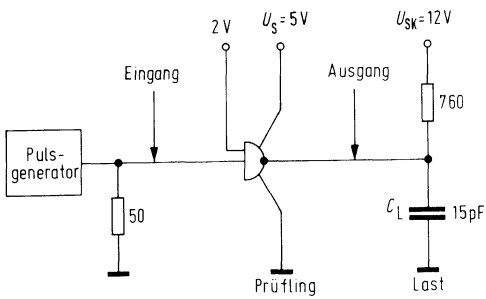 2 V
U_S = 5V
U_SK = 12V
Eingang
Ausgang
760
Puls-
generator
50
C_L
15pF
Prüfling
Last